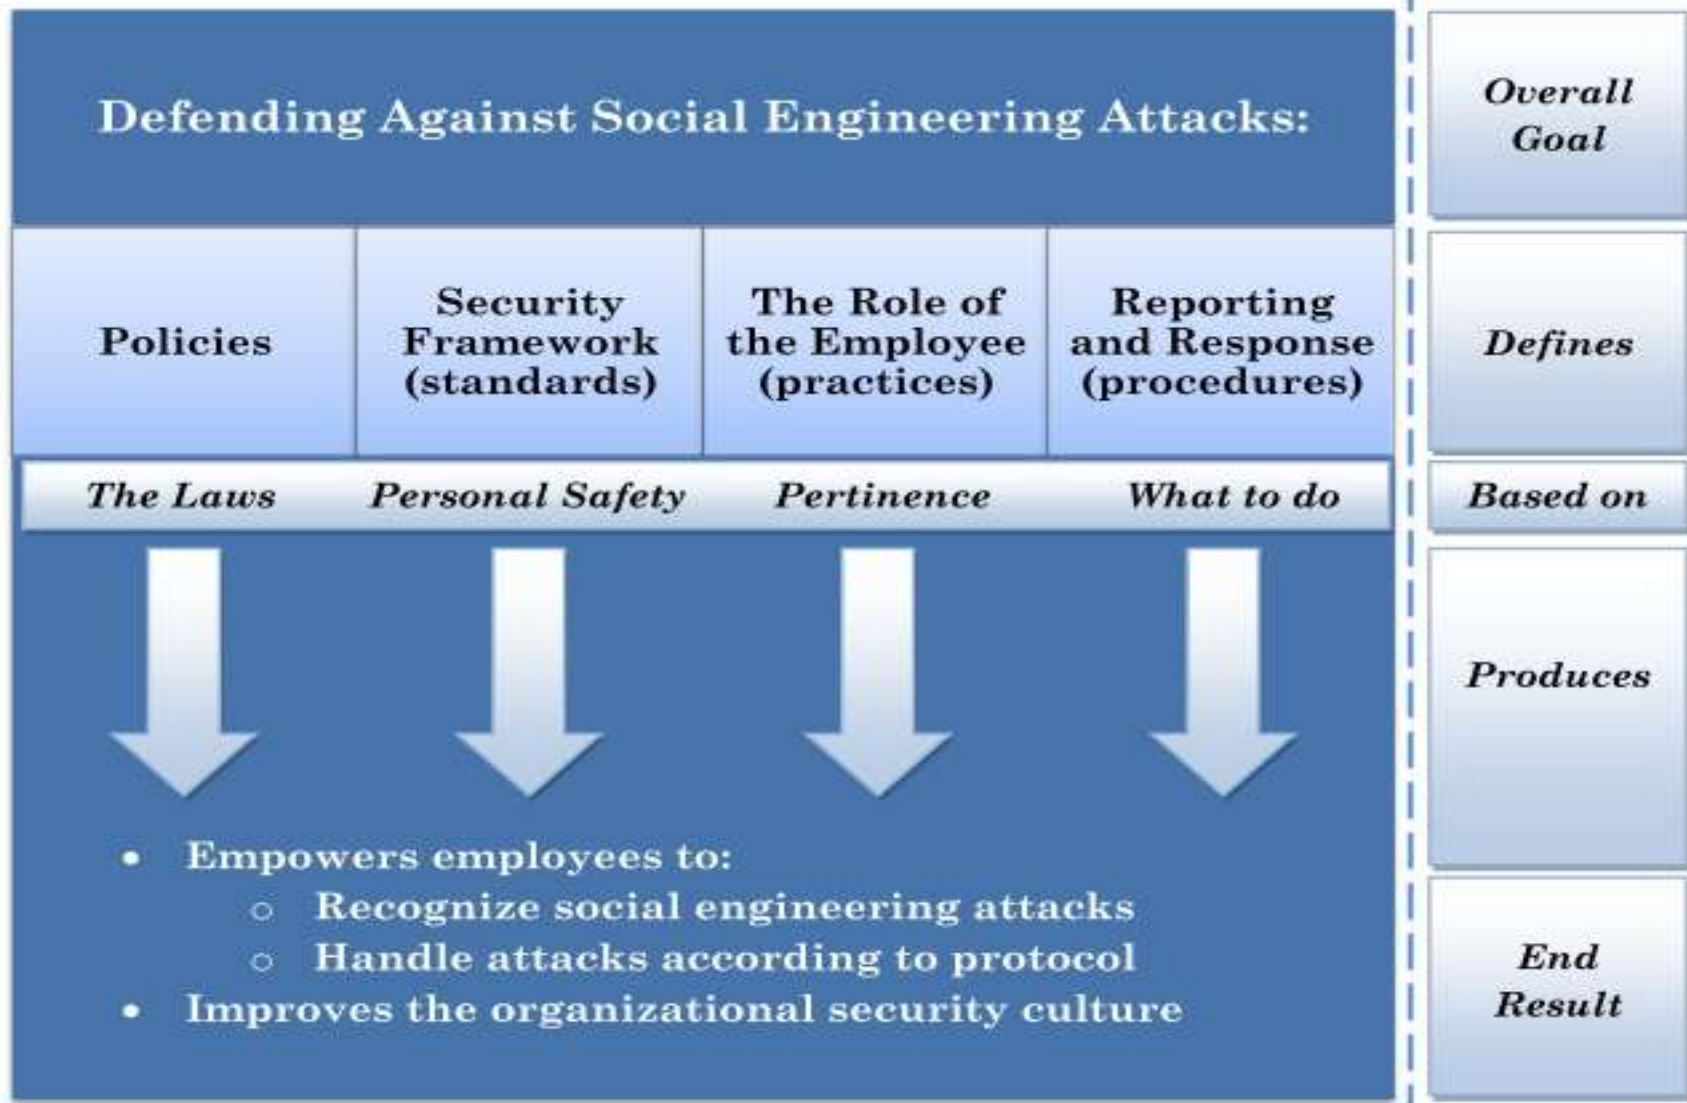 Defending Against Social Engineering Attacks:
Overall
Goal
Policies
Security
Framework
(standards)
The Role of
the Employee
(practices)
Reporting
and Response
(procedures)
Defines
The Laws
Personal Safety
Pertinence
What to do
Based on
Produces
• Empowers employees to:
o Recognize social engineering attacks
o Handle attacks according to protocol
• Improves the organizational security culture
End
Result